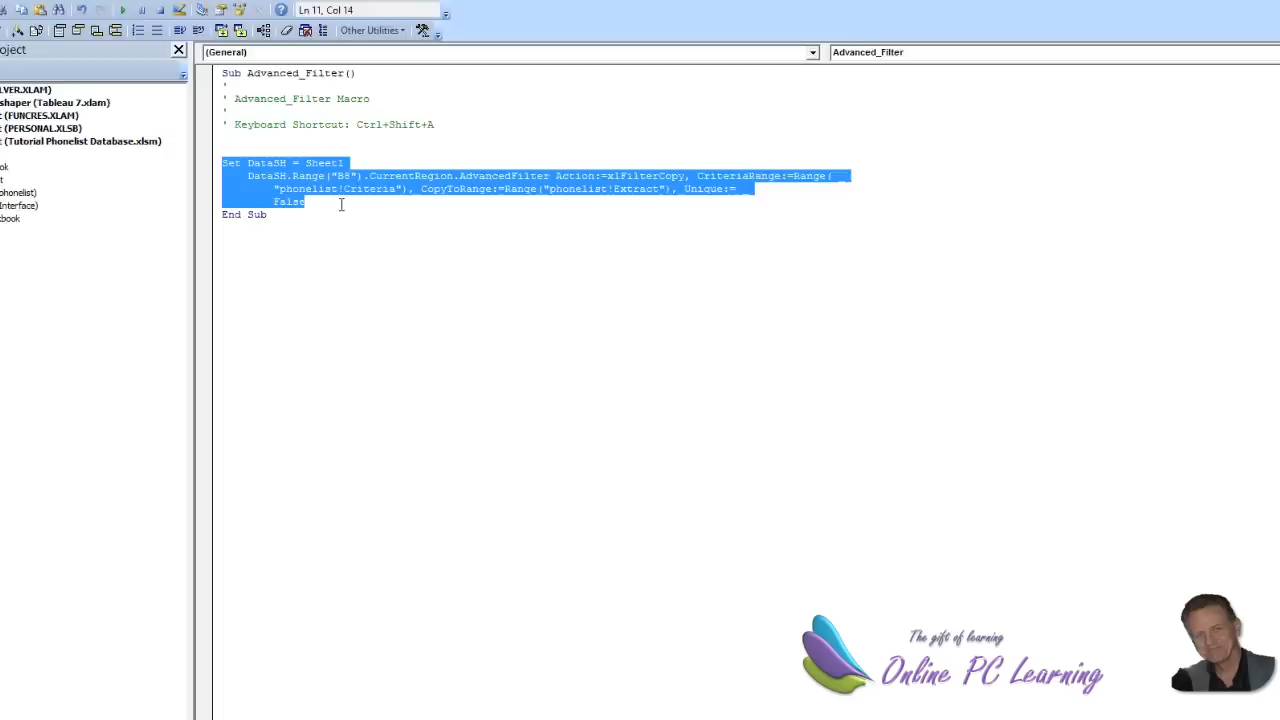 Ln 11, Col 14
Other Utilities
oject
(General)
Advanced_Filter
LVER.XLAM)
shaper (Tableau 7.xlam)
t (FUNCRES.XLAM)
t (PERSONAL.XLSB)
t (Tutorial Phonelist Database.xlsm)
ok
t
phonelist)
Interface)
kbook
Sub Advanced_Filter()
'
' Advanced_Filter Macro
'
' Keyboard Shortcut: Ctrl+Shift+A
Set DataSH = Sheet1
DataSH.Range("B8").CurrentRegion.AdvancedFilter Action:=xlFilterCopy, CriteriaRange:=Range( _
"phonelist!Criteria"), CopyToRange:=Range("phonelist!Extract"), Unique:= _
False
End Sub
The gift of learning
Online PC Learning